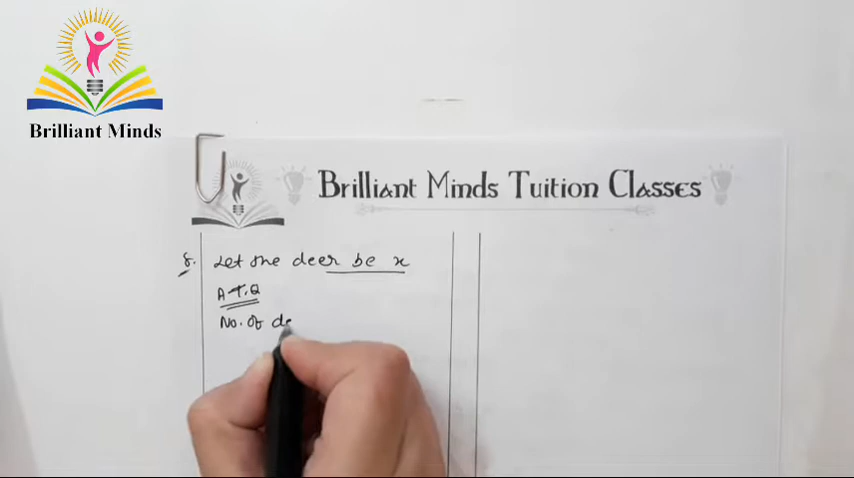 Brilliant Minds
Brilliant Minds Tuition Classes
8. Let the deer be x
A.T.Q
No. of de